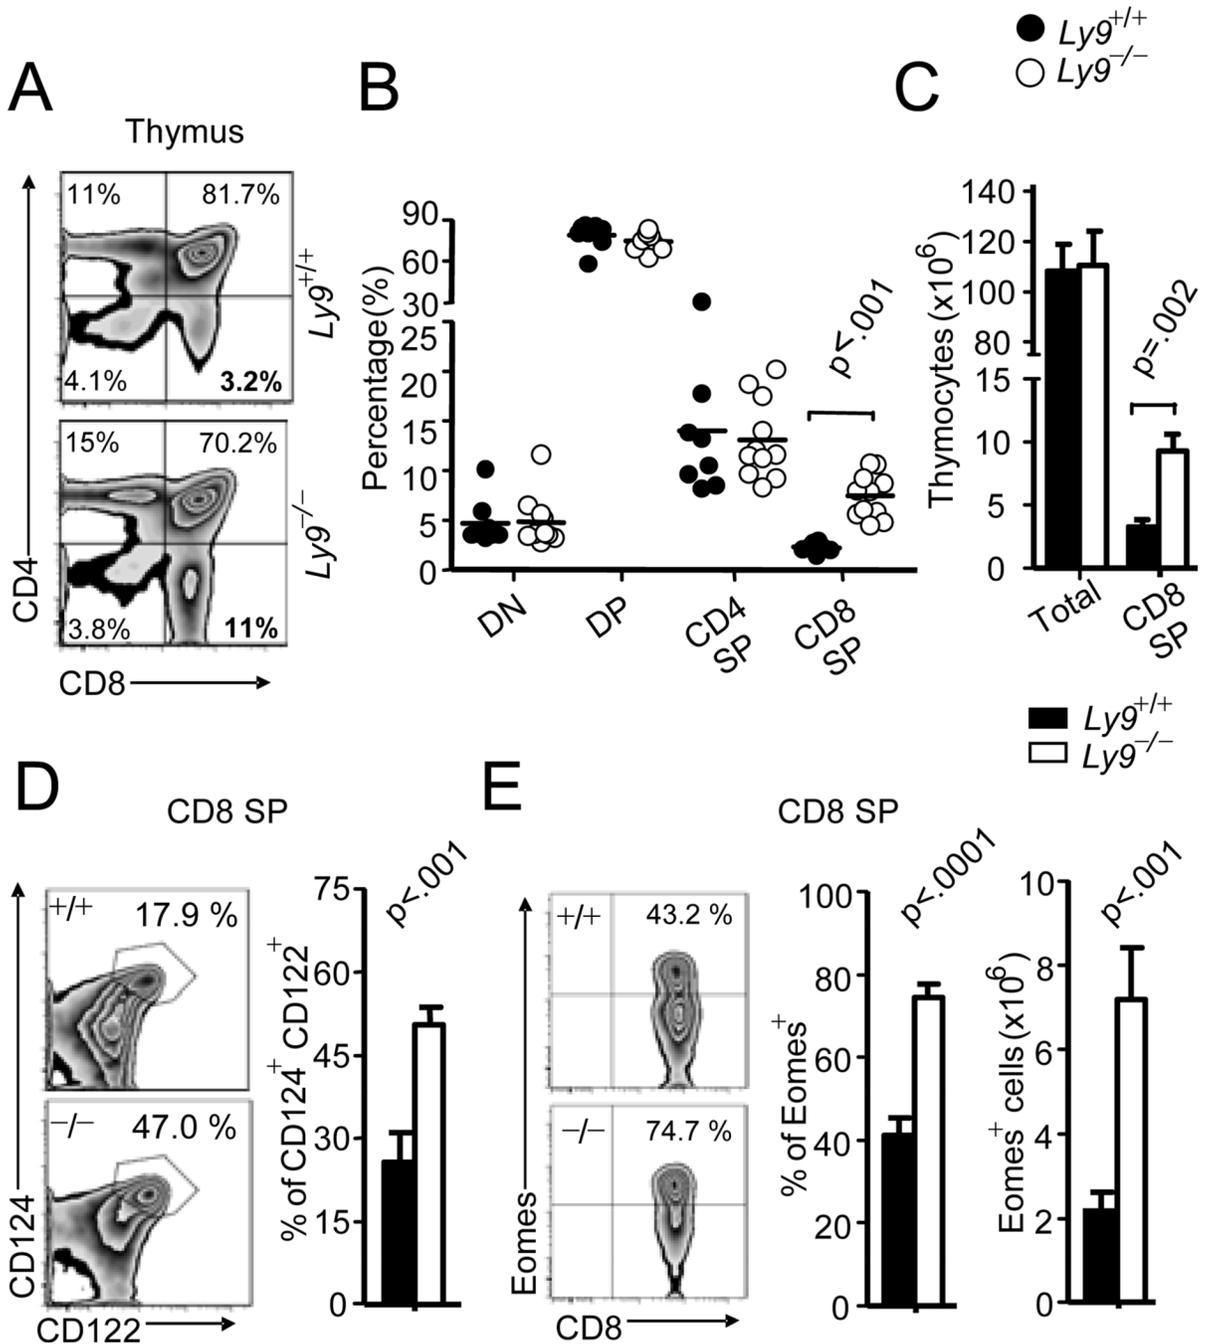 Ly9+/+
Ly9−/−
A
B
C
Thymus
11%
81.7%
4.1%
3.2%
Ly9+/+
15%
70.2%
3.8%
11%
Ly9−/−
CD4
CD8
Percentage(%)
90
60
30
25
20
15
10
5
0
p<.001
DN
DP
CD4
SP
CD8
SP
Thymocytes (x10⁶)
140
120
100
80
15
10
5
0
p=.002
Total
CD8
SP
Ly9+/+
Ly9−/−
D
CD8 SP
+/+
17.9 %
−/−
47.0 %
CD124
CD122
% of CD124+ CD122+
75
60
45
30
15
0
p<.001
E
CD8 SP
+/+
43.2 %
−/−
74.7 %
Eomes
CD8
% of Eomes+
100
80
60
40
20
0
p<.0001
Eomes+ cells (x10⁶)
10
8
6
4
2
0
p<.001